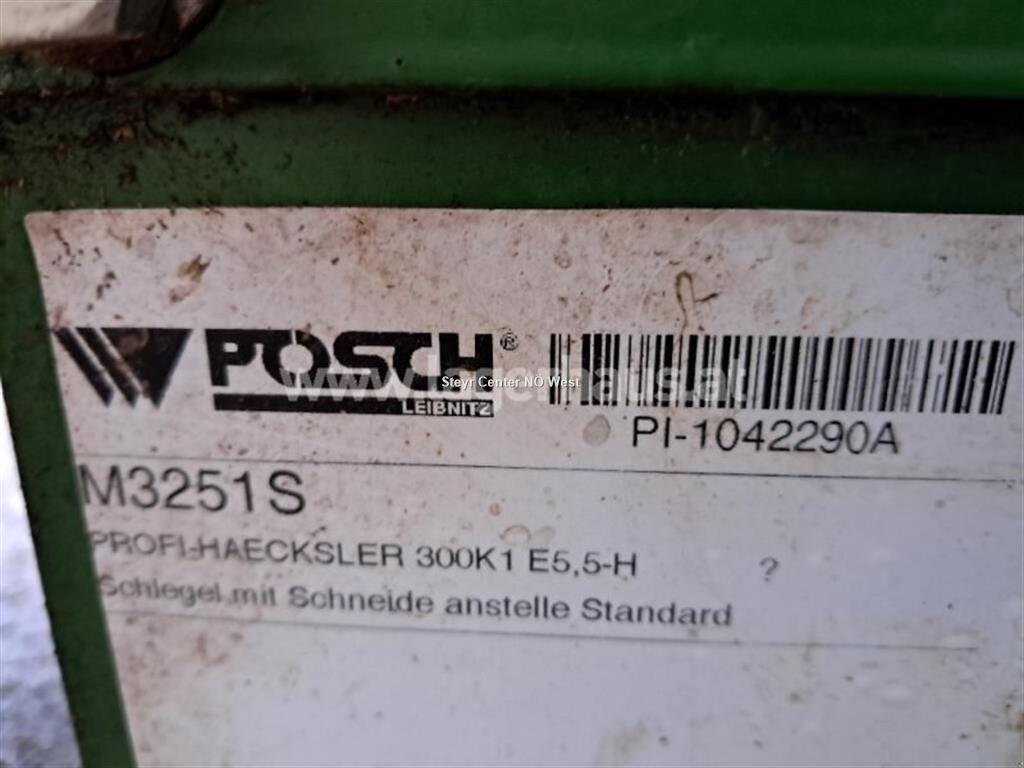 POSCH®
LEIBNITZ
www.lagerhaus.at
Steyr Center NÖ West
PI-1042290A
M3251S
PROFI-HAECKSLER 300K1 E5,5-H ?
Schlegel mit Schneide anstelle Standard